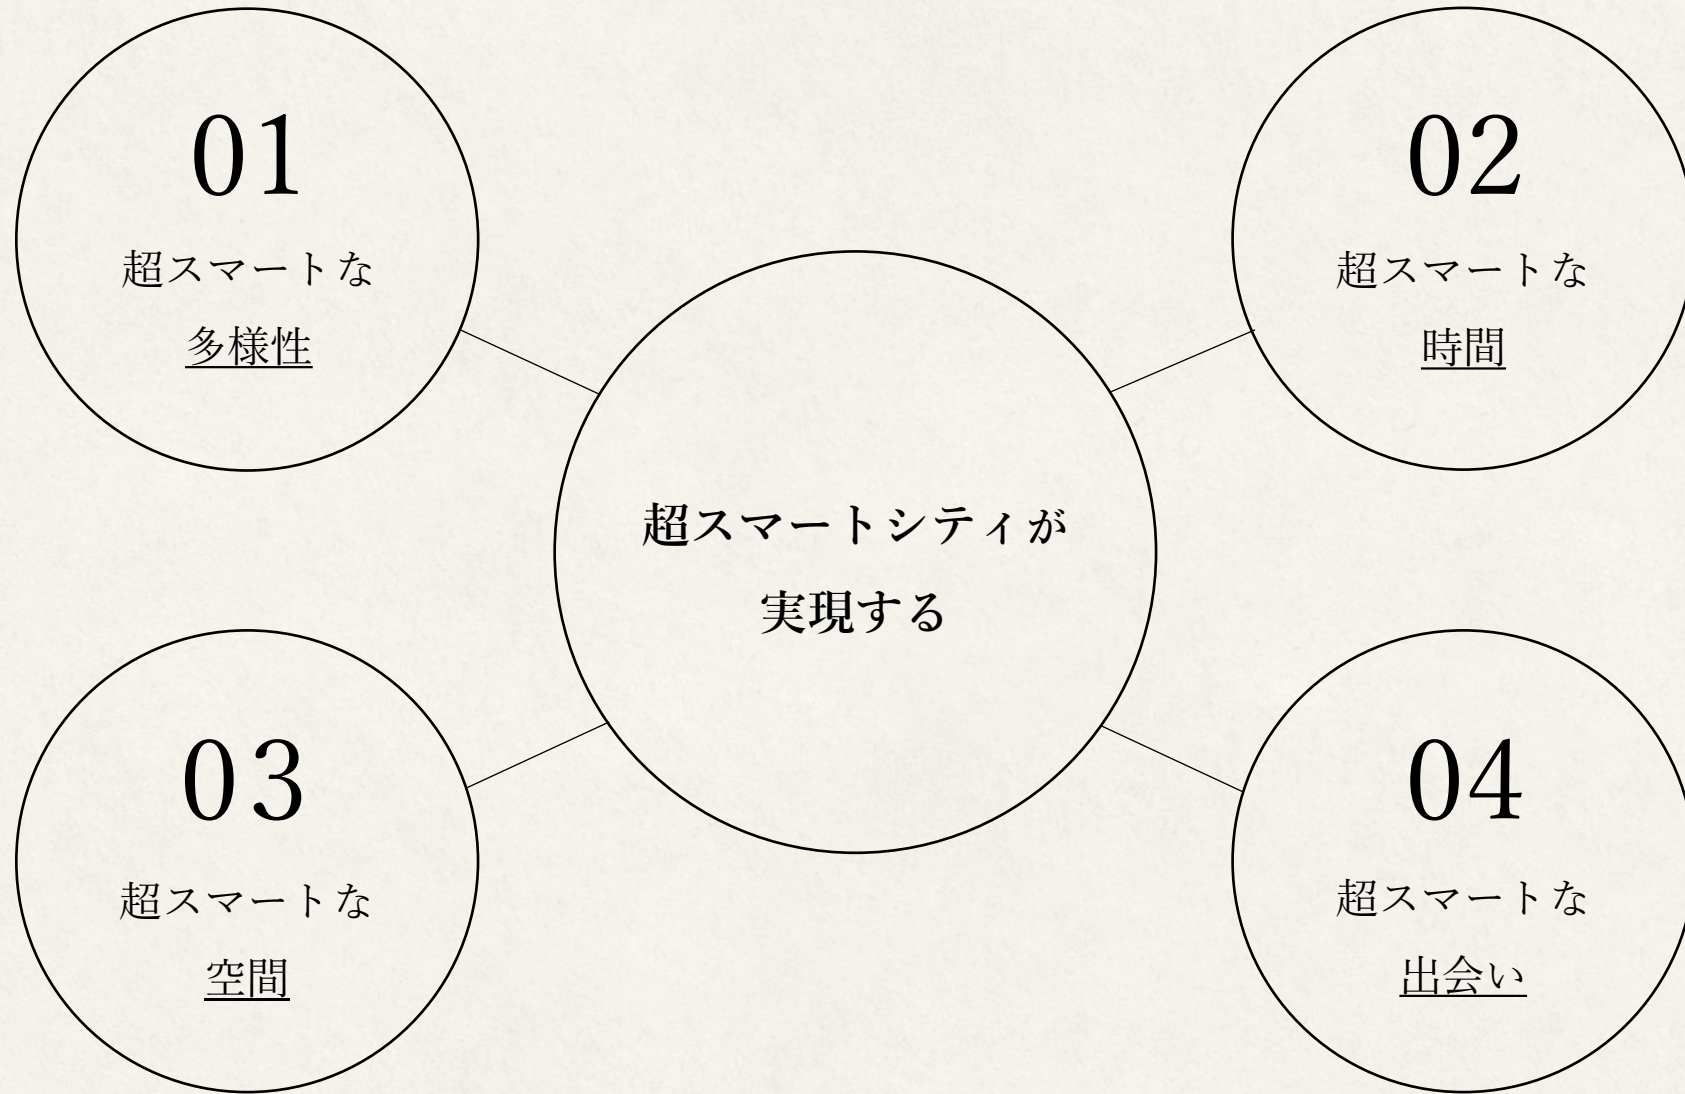 01
超スマートな
多様性
02
超スマートな
時間
超スマートシティが
実現する
03
超スマートな
空間
04
超スマートな
出会い